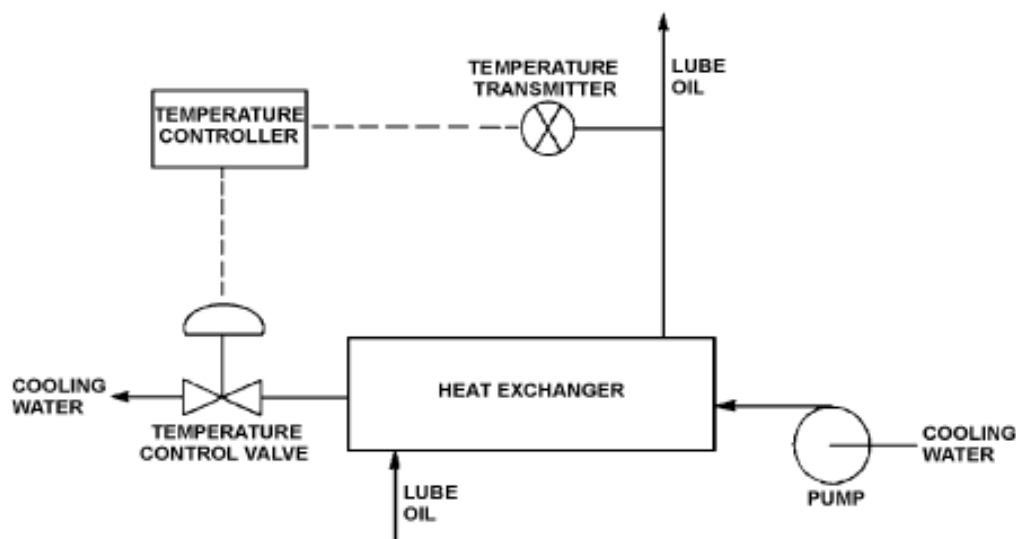 TEMPERATURE
TRANSMITTER
LUBE
OIL
TEMPERATURE
CONTROLLER
HEAT EXCHANGER
COOLING
WATER
TEMPERATURE
CONTROL VALVE
COOLING
WATER
PUMP
LUBE
OIL